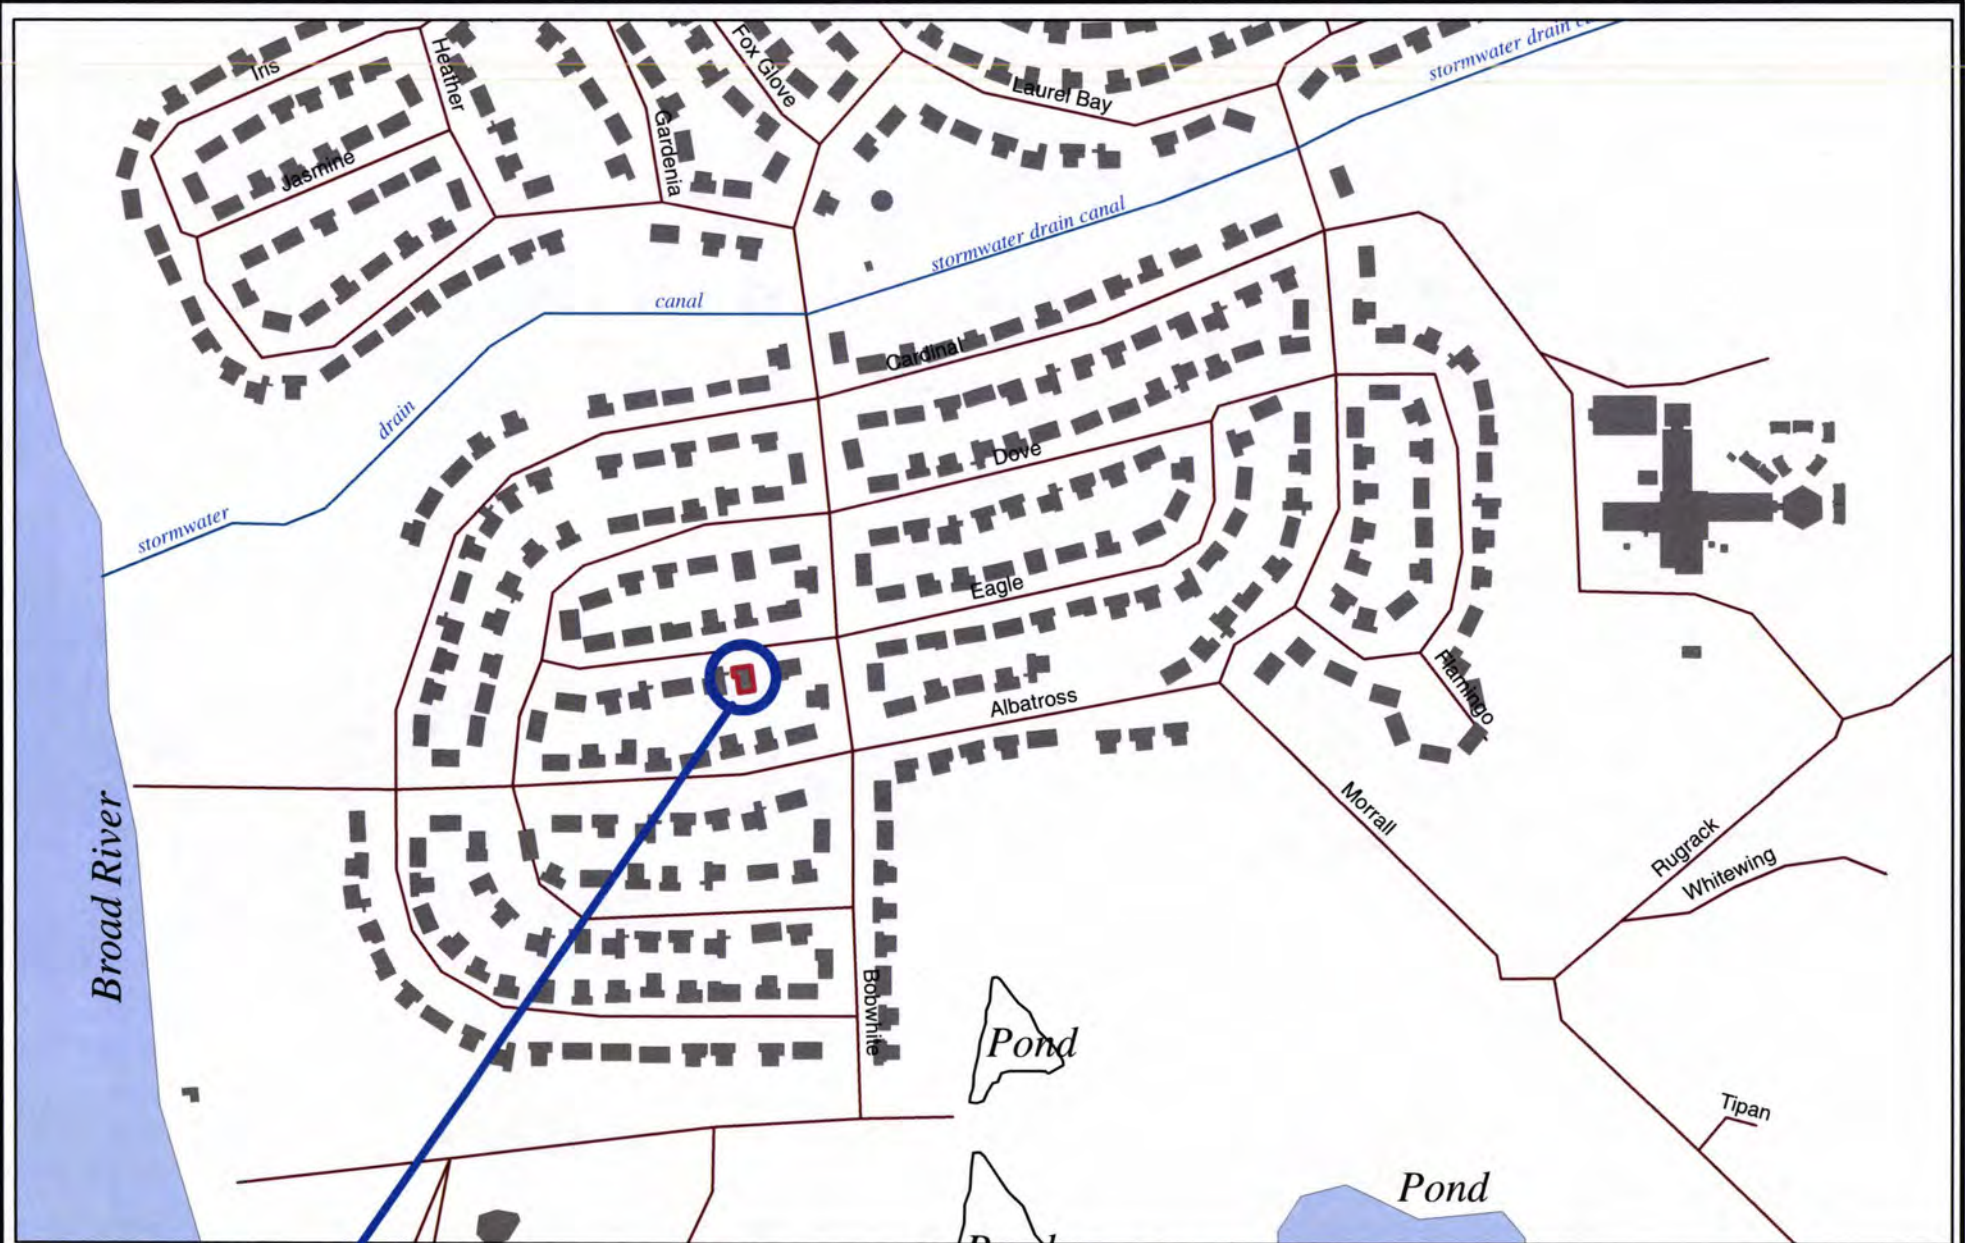 Iris
Heather
Fox Glove
Laurel Bay
stormwater drain
Jasmine
Gardenia
stormwater drain canal
canal
Cardinal
drain
Dove
stormwater
Eagle
Flamingo
Albatross
Morrall
Broad River
Rugrack
Whitewing
Bobwhite
Pond
Tipan
Pond